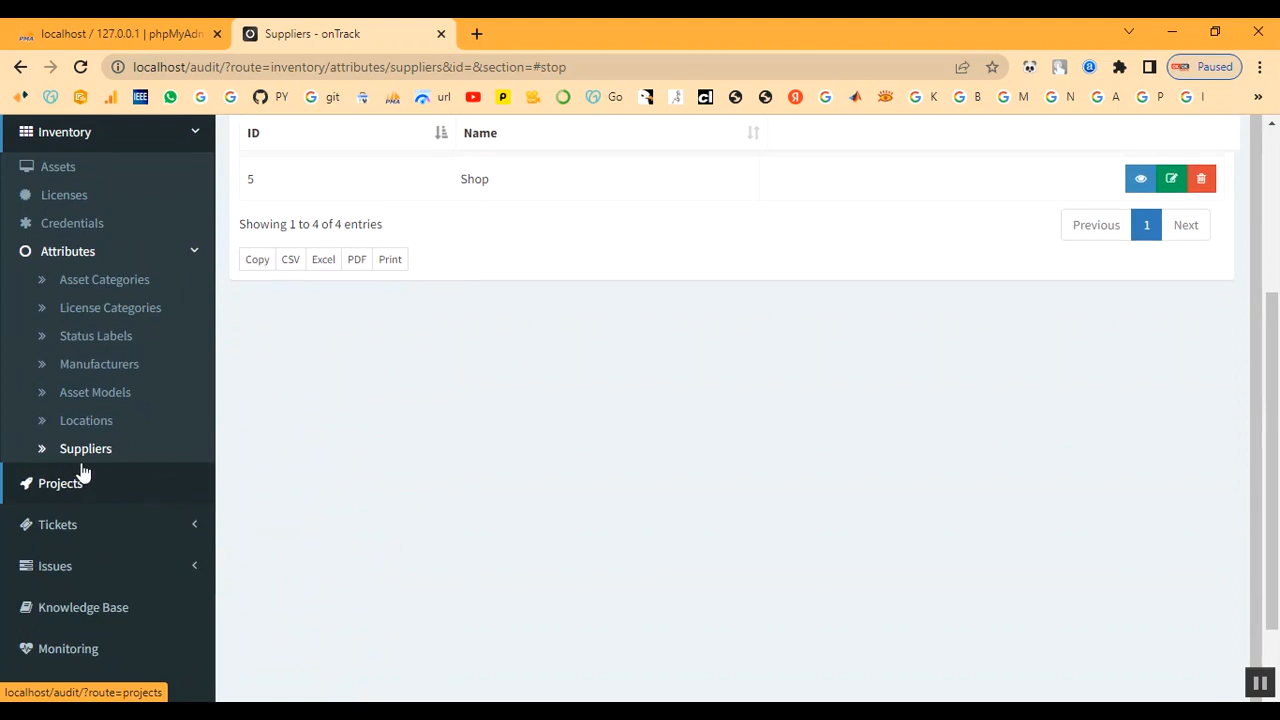 localhost / 127.0.0.1 | phpMyAdm
Suppliers - onTrack
localhost/audit/?route=inventory/attributes/suppliers&id=&section=#stop
Paused
PY
git
url
Go
K
B
M
N
A
P
I
Inventory
Assets
Licenses
Credentials
Attributes
Asset Categories
License Categories
Status Labels
Manufacturers
Asset Models
Locations
Suppliers
Projects
Tickets
Issues
Knowledge Base
Monitoring
localhost/audit/?route=projects
ID Name
5 Shop
Showing 1 to 4 of 4 entries
Previous 1 Next
Copy CSV Excel PDF Print